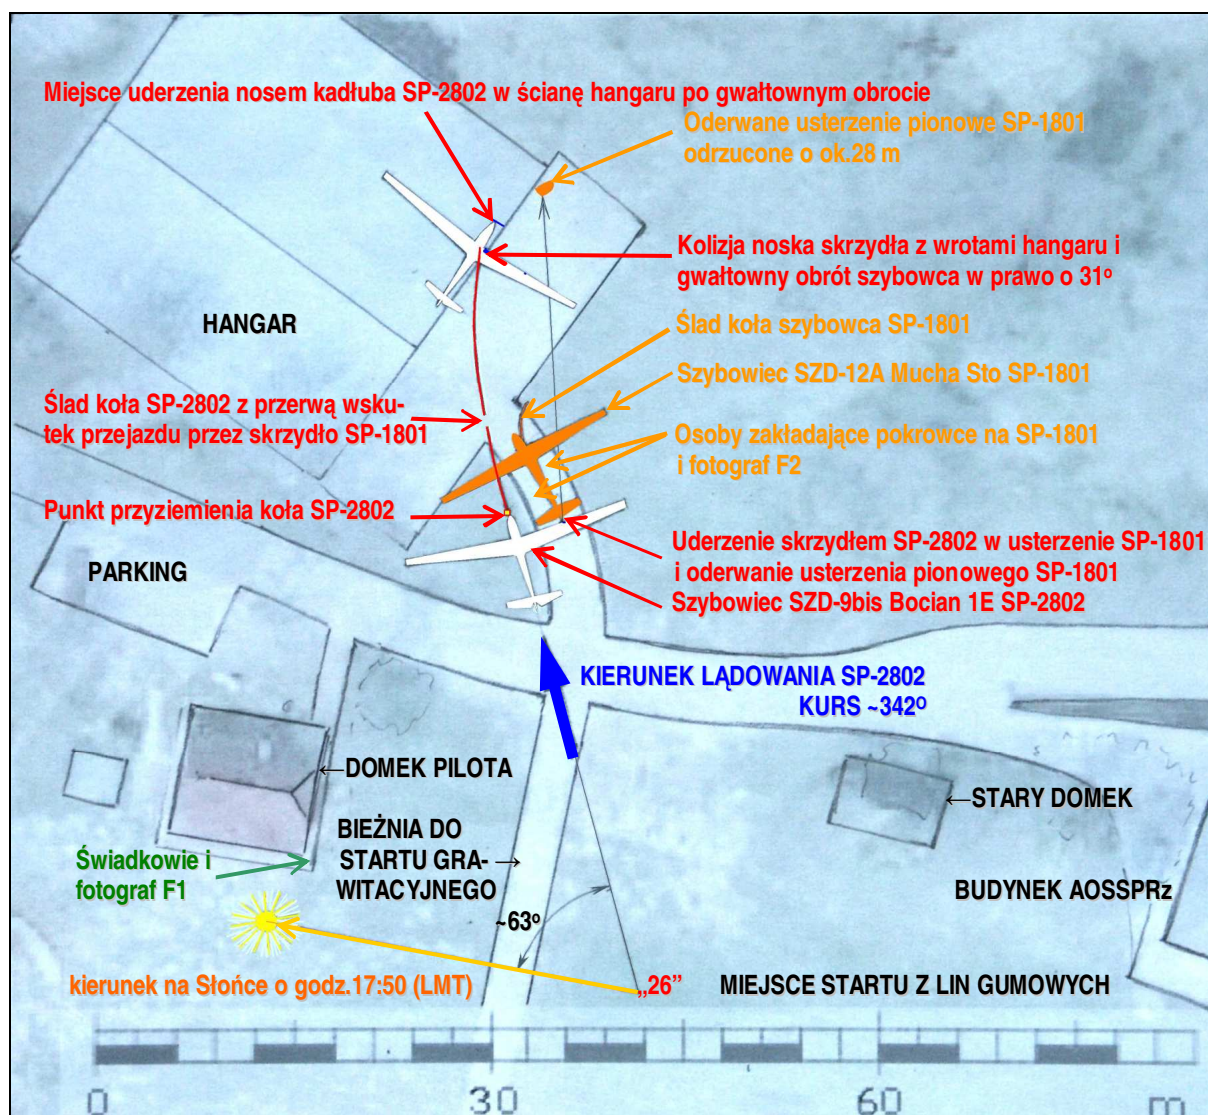 Miejsce uderzenia nosem kadłuba SP-2802 w ścianę hangaru po gwałtownym obrocie
Oderwane usterzenie pionowe SP-1801
odrzucone o ok.28 m
Kolizja noska skrzydła z wrotami hangaru i
gwałtowny obrót szybowca w prawo o 31º
HANGAR
Ślad koła szybowca SP-1801
Szybowiec SZD-12A Mucha Sto SP-1801
Ślad koła SP-2802 z przerwą wsku-
tek przejazdu przez skrzydło SP-1801
Osoby zakładające pokrowce na SP-1801
i fotograf F2
Punkt przyziemienia koła SP-2802
Uderzenie skrzydłem SP-2802 w usterzenie SP-1801
i oderwanie usterzenia pionowego SP-1801
PARKING
Szybowiec SZD-9bis Bocian 1E SP-2802
KIERUNEK LĄDOWANIA SP-2802
KURS ~342º
←DOMEK PILOTA
←STARY DOMEK
BIEŻNIA DO
STARTU GRA- →
WITACYJNEGO
Świadkowie i
fotograf F1
BUDYNEK AOSSPRz
~63º
kierunek na Słońce o godz.17:50 (LMT)
„26”
MIEJSCE STARTU Z LIN GUMOWYCH
0 30 60 m